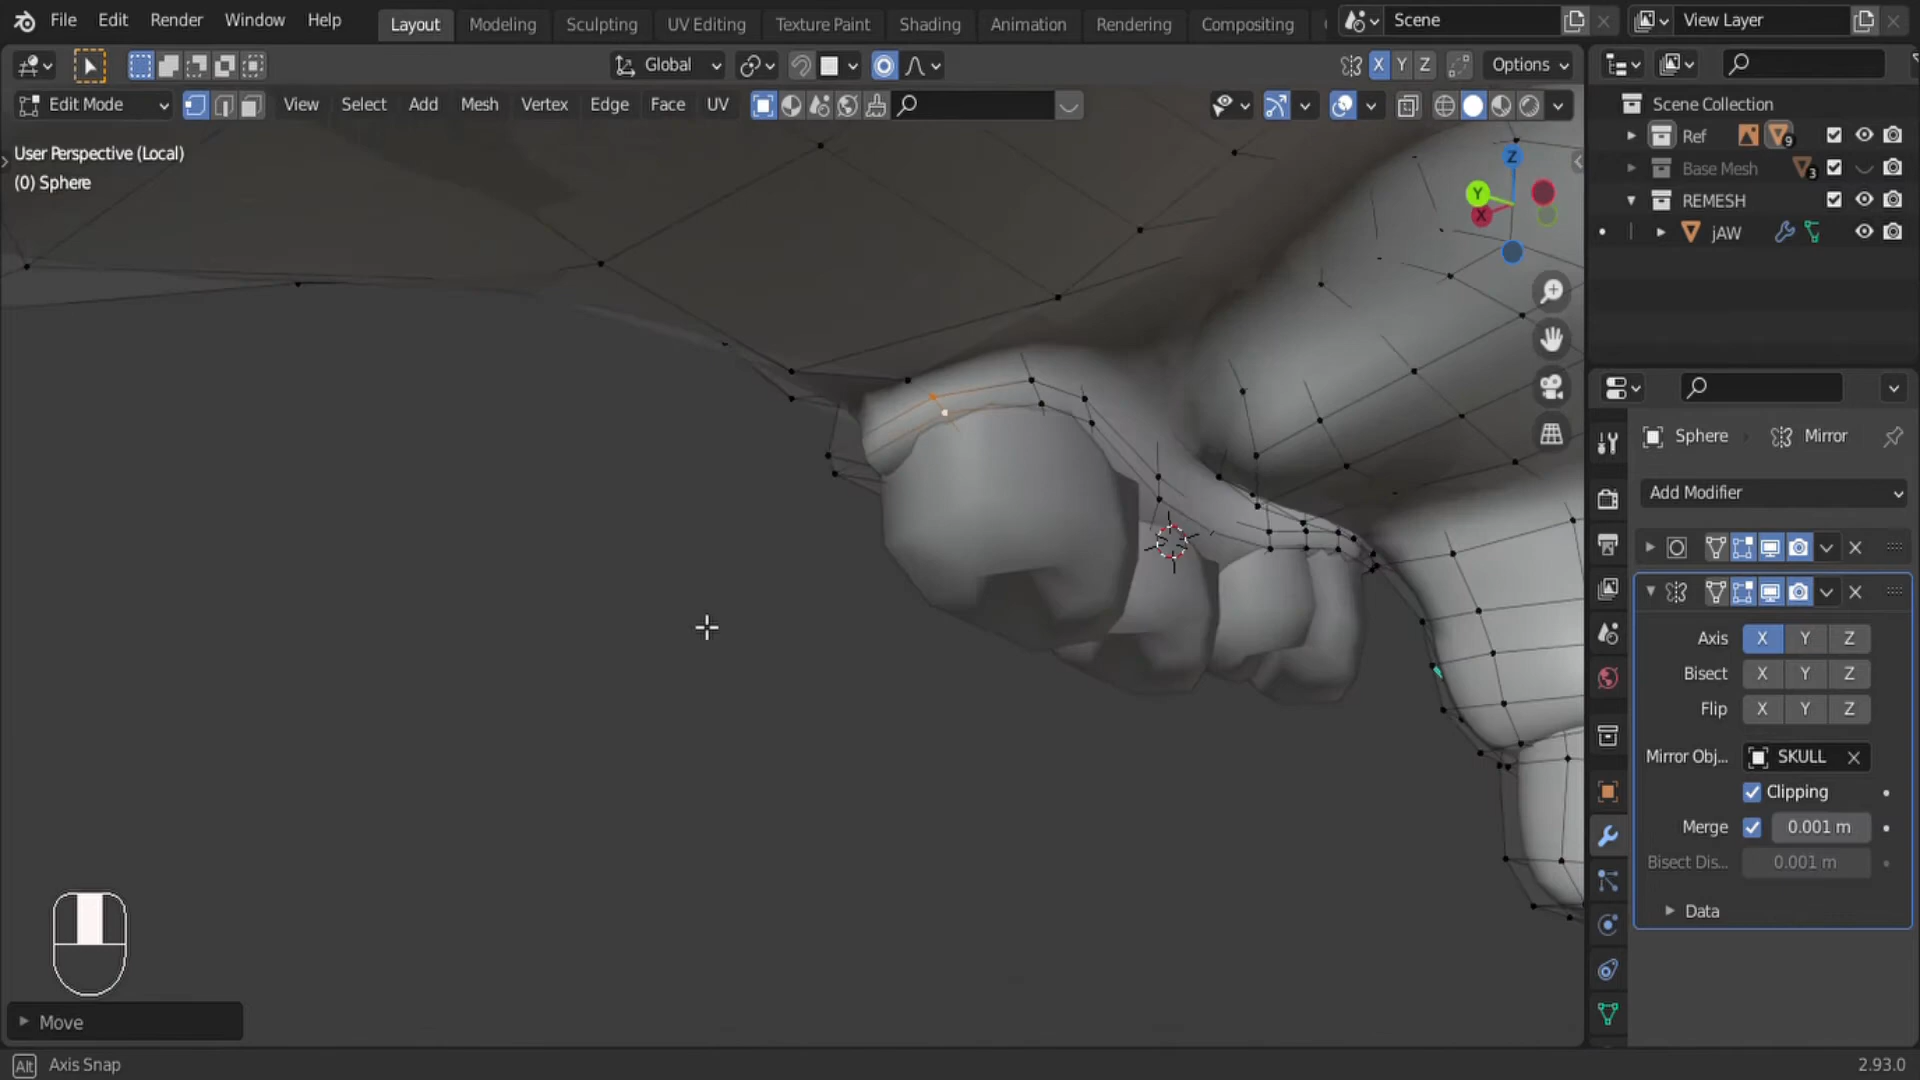 File Edit Render Window Help Layout Modeling Sculpting UV Editing Texture Paint Shading Animation Rendering Compositing Scene View Layer
Global X Y Z Options
Edit Mode View Select Add Mesh Vertex Edge Face UV
User Perspective (Local)
(0) Sphere
Z
Y
X
Scene Collection
Ref 9
Base Mesh 3
REMESH
jAW
Sphere Mirror
Add Modifier
Axis X Y Z
Bisect X Y Z
Flip X Y Z
Mirror Obj... SKULL
Clipping
Merge 0.001 m
Bisect Dis... 0.001 m
Data
Move
Alt Axis Snap 2.93.0